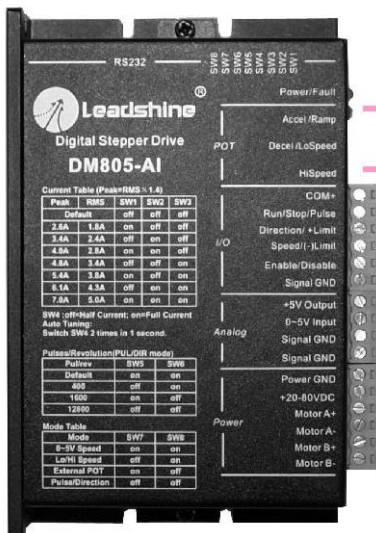 RS232
SW8
SW7
SW6
SW5
SW4
SW3
SW2
SW1
Leadshine ®
Digital Stepper Drive
DM805-AI
Current Table (Peak=RMS×1.4)
Peak RMS SW1 SW2 SW3
Default off off off
2.6A 1.8A on off off
3.4A 2.4A off on off
4.0A 2.8A on on off
4.8A 3.4A off off on
5.4A 3.8A on off on
6.1A 4.3A off on on
7.0A 5.0A on on on
SW4 :off=Half Current; on=Full Current
Auto Tuning:
Switch SW4 2 times in 1 second.
Pulses/Revolution(PUL/DIR mode)
Pul/rev SW5 SW6
Default on on
400 off on
1600 on off
12800 off off
Mode Table
Mode SW7 SW8
0~5V Speed on on
Lo/Hi Speed off on
External POT on off
Pulse/Direction off off
Power/Fault
Accel /Ramp
POT
Decel /LoSpeed
HiSpeed
COM+
Run/Stop/Pulse
Direction/ +Limit
I/O
Speed/(-)Limit
Enable/Disable
Signal GND
+5V Output
0~5V Input
Analog
Signal GND
Signal GND
Power GND
+20-80VDC
Motor A+
Power
Motor A-
Motor B+
Motor B-